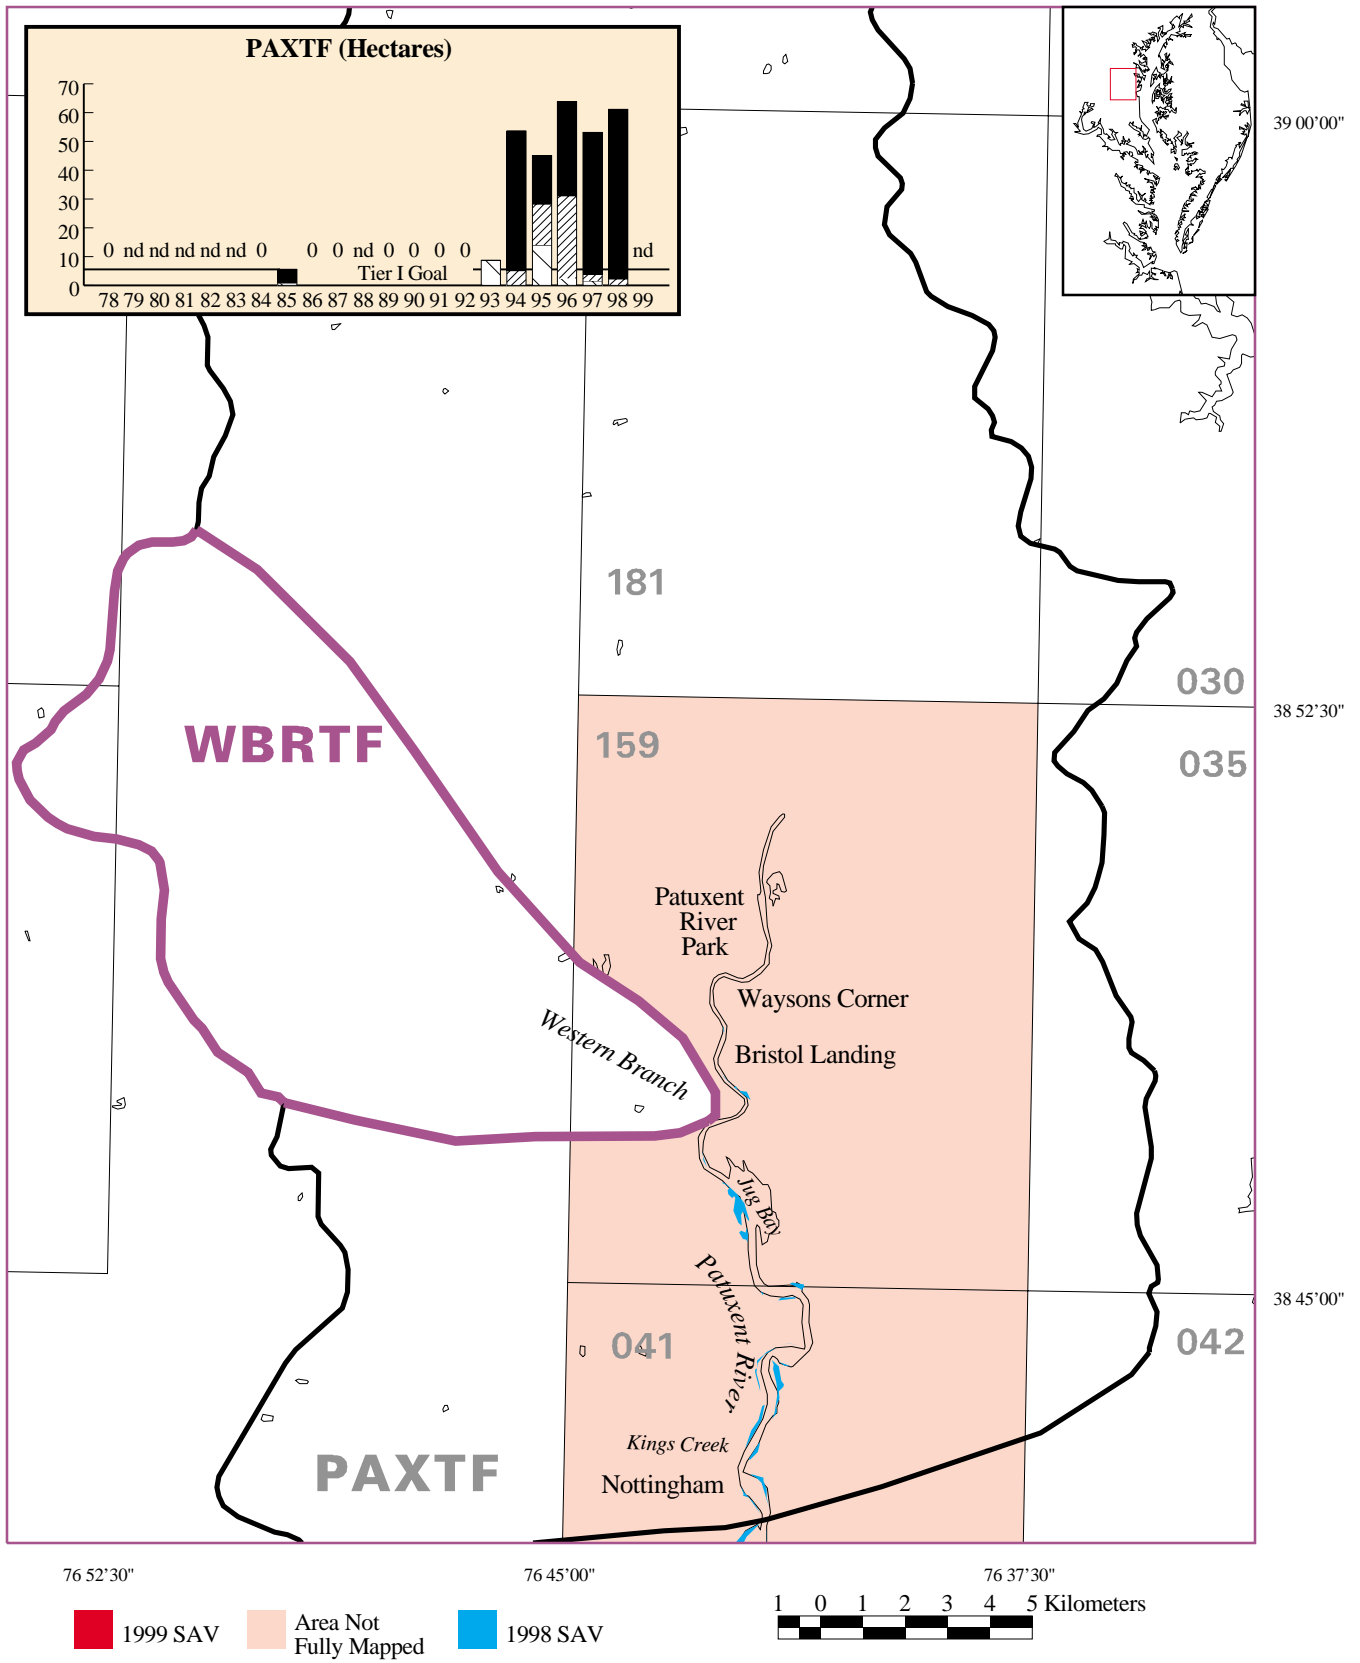 PAXTF (Hectares)
70
60
50
40
30
20
10
0
0 nd nd nd nd nd 0 0 0 nd 0 0 0 0 nd
Tier I Goal
78 79 80 81 82 83 84 85 86 87 88 89 90 91 92 93 94 95 96 97 98 99
39 00'00"
181
030
38 52'30"
WBRTF
159
035
Patuxent
River
Park
Waysons Corner
Western Branch
Bristol Landing
Jug Bay
Patuxent River
38 45'00"
041
042
Kings Creek
PAXTF
Nottingham
76 52'30"
76 45'00"
76 37'30"
1 0 1 2 3 4 5 Kilometers
1999 SAV
Area Not
Fully Mapped
1998 SAV